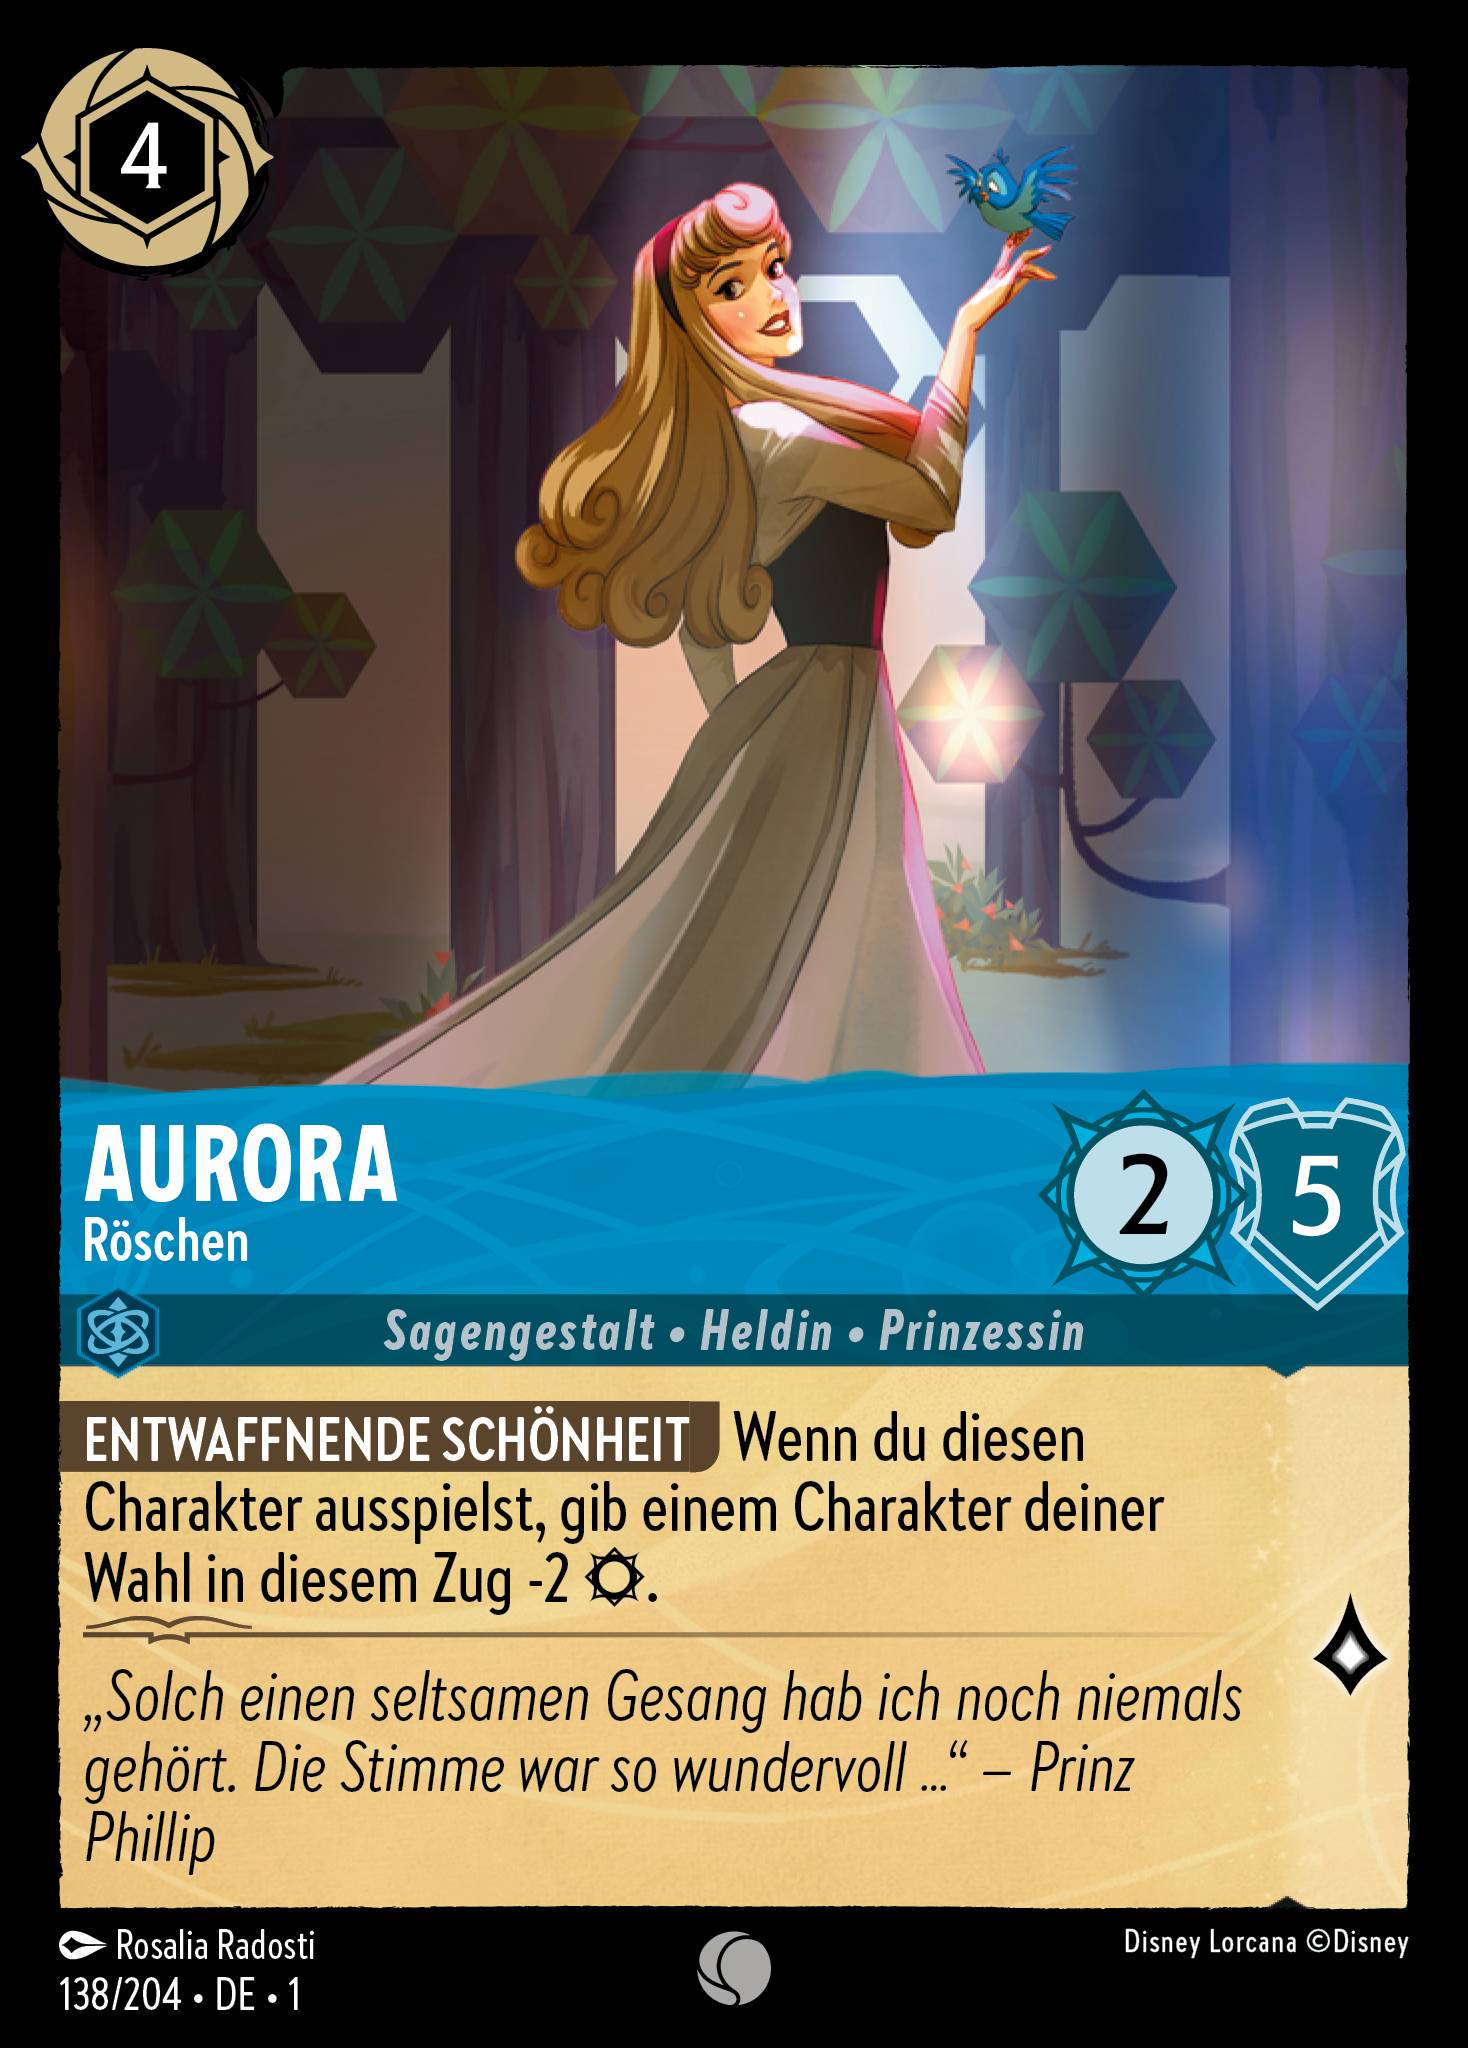 4
AURORA
Röschen
2
5
Sagengestalt • Heldin • Prinzessin
ENTWAFFNENDE SCHÖNHEIT Wenn du diesen
Charakter ausspielst, gib einem Charakter deiner
Wahl in diesem Zug -2 .
„Solch einen seltsamen Gesang hab ich noch niemals
gehört. Die Stimme war so wundervoll ...“ – Prinz
Phillip
Rosalia Radosti
Disney Lorcana ©Disney
138/204 • DE • 1